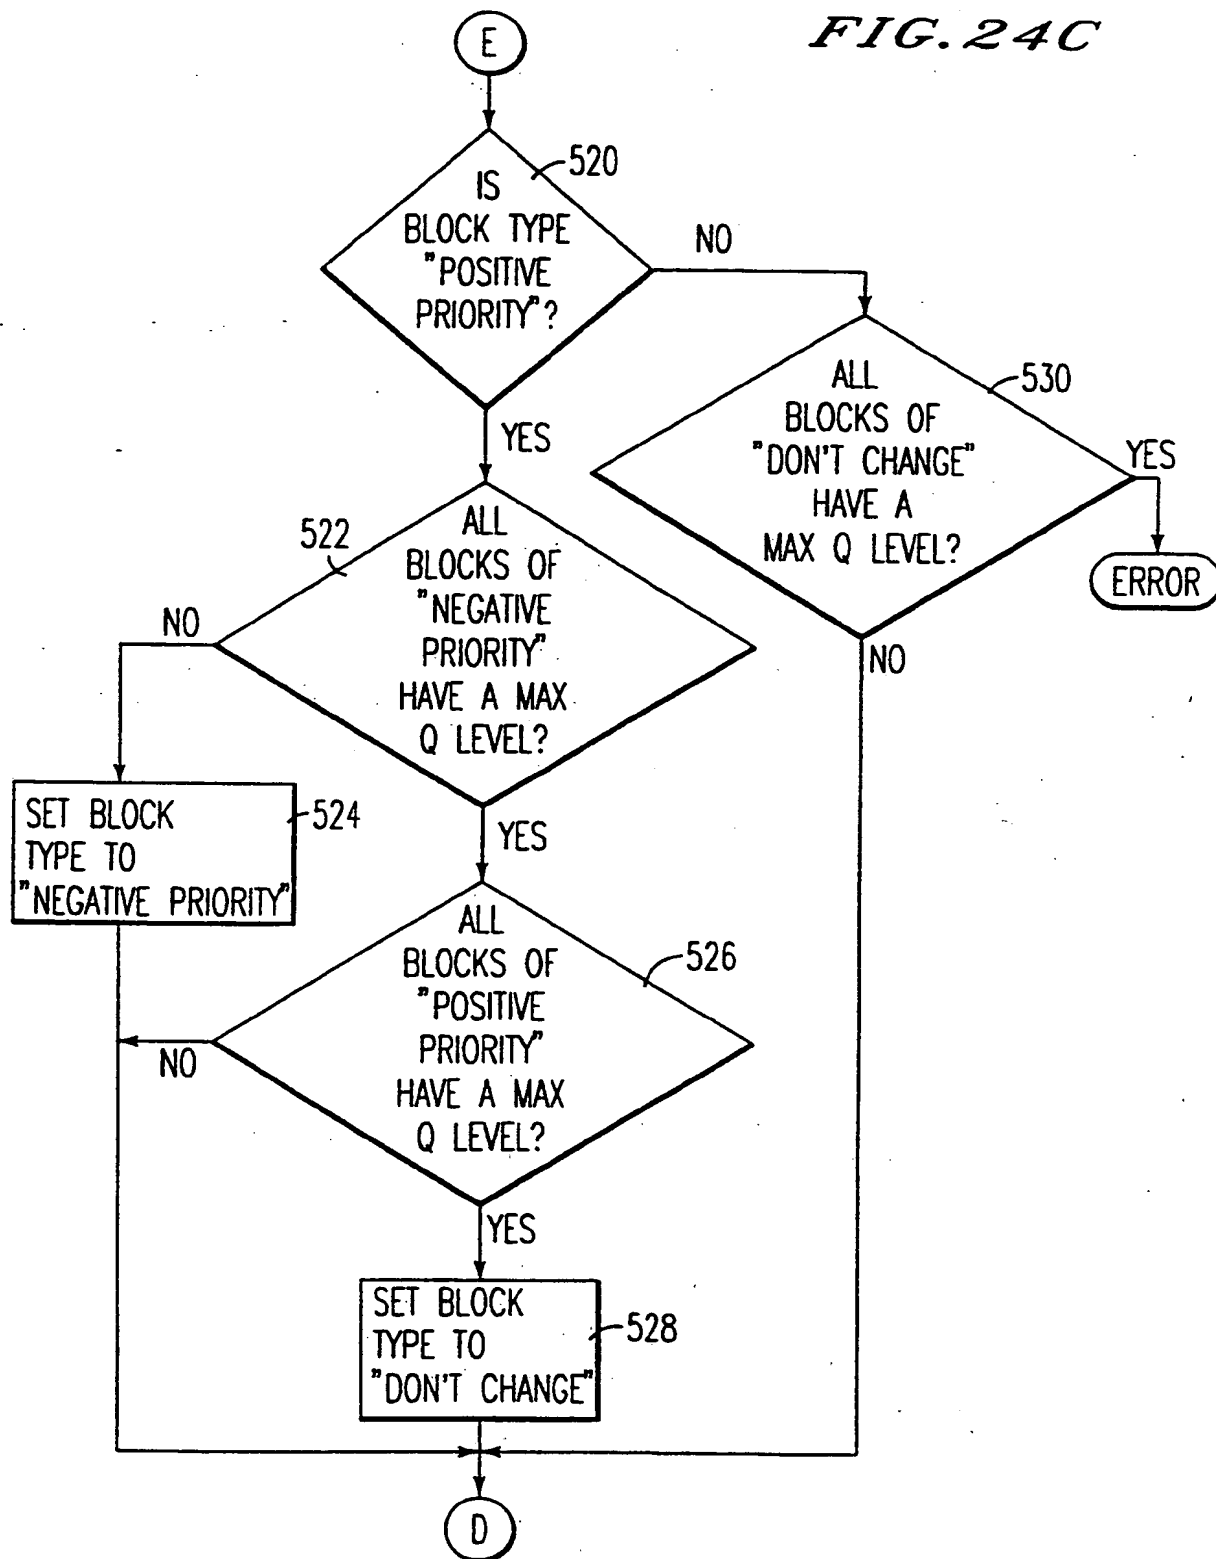 FIG. 24C
E
520
IS
BLOCK TYPE
"POSITIVE
PRIORITY"?
NO
YES
530
ALL
BLOCKS OF
"DON'T CHANGE"
HAVE A
MAX Q LEVEL?
YES
ERROR
NO
522
ALL
BLOCKS OF
"NEGATIVE
PRIORITY"
HAVE A MAX
Q LEVEL?
NO
YES
524
SET BLOCK
TYPE TO
"NEGATIVE PRIORITY"
526
ALL
BLOCKS OF
"POSITIVE
PRIORITY"
HAVE A MAX
Q LEVEL?
NO
YES
528
SET BLOCK
TYPE TO
"DON'T CHANGE"
D